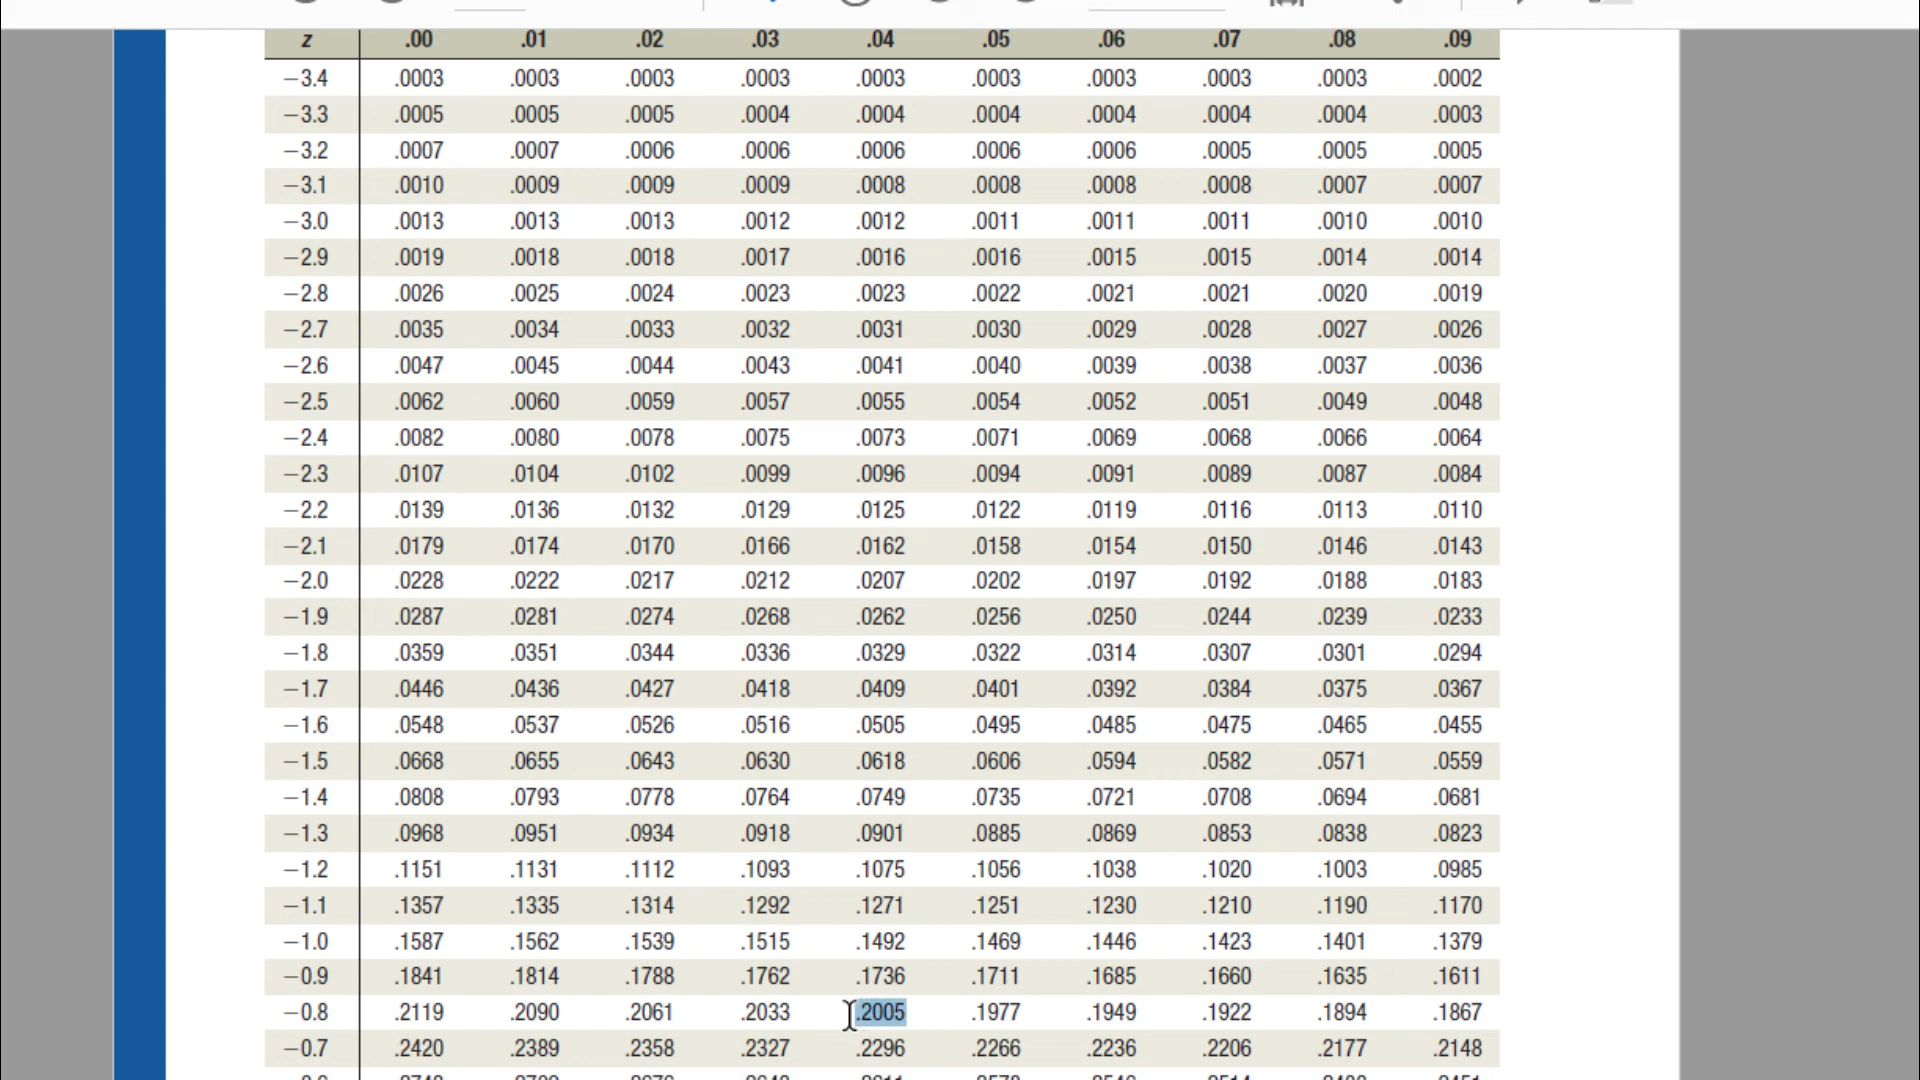 z .00 .01 .02 .03 .04 .05 .06 .07 .08 .09
−3.4 .0003 .0003 .0003 .0003 .0003 .0003 .0003 .0003 .0003 .0002
−3.3 .0005 .0005 .0005 .0004 .0004 .0004 .0004 .0004 .0004 .0003
−3.2 .0007 .0007 .0006 .0006 .0006 .0006 .0006 .0005 .0005 .0005
−3.1 .0010 .0009 .0009 .0009 .0008 .0008 .0008 .0008 .0007 .0007
−3.0 .0013 .0013 .0013 .0012 .0012 .0011 .0011 .0011 .0010 .0010
−2.9 .0019 .0018 .0018 .0017 .0016 .0016 .0015 .0015 .0014 .0014
−2.8 .0026 .0025 .0024 .0023 .0023 .0022 .0021 .0021 .0020 .0019
−2.7 .0035 .0034 .0033 .0032 .0031 .0030 .0029 .0028 .0027 .0026
−2.6 .0047 .0045 .0044 .0043 .0041 .0040 .0039 .0038 .0037 .0036
−2.5 .0062 .0060 .0059 .0057 .0055 .0054 .0052 .0051 .0049 .0048
−2.4 .0082 .0080 .0078 .0075 .0073 .0071 .0069 .0068 .0066 .0064
−2.3 .0107 .0104 .0102 .0099 .0096 .0094 .0091 .0089 .0087 .0084
−2.2 .0139 .0136 .0132 .0129 .0125 .0122 .0119 .0116 .0113 .0110
−2.1 .0179 .0174 .0170 .0166 .0162 .0158 .0154 .0150 .0146 .0143
−2.0 .0228 .0222 .0217 .0212 .0207 .0202 .0197 .0192 .0188 .0183
−1.9 .0287 .0281 .0274 .0268 .0262 .0256 .0250 .0244 .0239 .0233
−1.8 .0359 .0351 .0344 .0336 .0329 .0322 .0314 .0307 .0301 .0294
−1.7 .0446 .0436 .0427 .0418 .0409 .0401 .0392 .0384 .0375 .0367
−1.6 .0548 .0537 .0526 .0516 .0505 .0495 .0485 .0475 .0465 .0455
−1.5 .0668 .0655 .0643 .0630 .0618 .0606 .0594 .0582 .0571 .0559
−1.4 .0808 .0793 .0778 .0764 .0749 .0735 .0721 .0708 .0694 .0681
−1.3 .0968 .0951 .0934 .0918 .0901 .0885 .0869 .0853 .0838 .0823
−1.2 .1151 .1131 .1112 .1093 .1075 .1056 .1038 .1020 .1003 .0985
−1.1 .1357 .1335 .1314 .1292 .1271 .1251 .1230 .1210 .1190 .1170
−1.0 .1587 .1562 .1539 .1515 .1492 .1469 .1446 .1423 .1401 .1379
−0.9 .1841 .1814 .1788 .1762 .1736 .1711 .1685 .1660 .1635 .1611
−0.8 .2119 .2090 .2061 .2033 .2005 .1977 .1949 .1922 .1894 .1867
−0.7 .2420 .2389 .2358 .2327 .2296 .2266 .2236 .2206 .2177 .2148